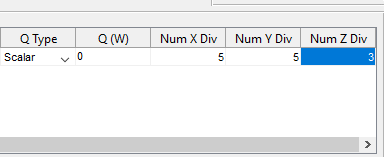 Q Type Q (W) Num X Div Num Y Div Num Z Div
Scalar 0 5 5 3